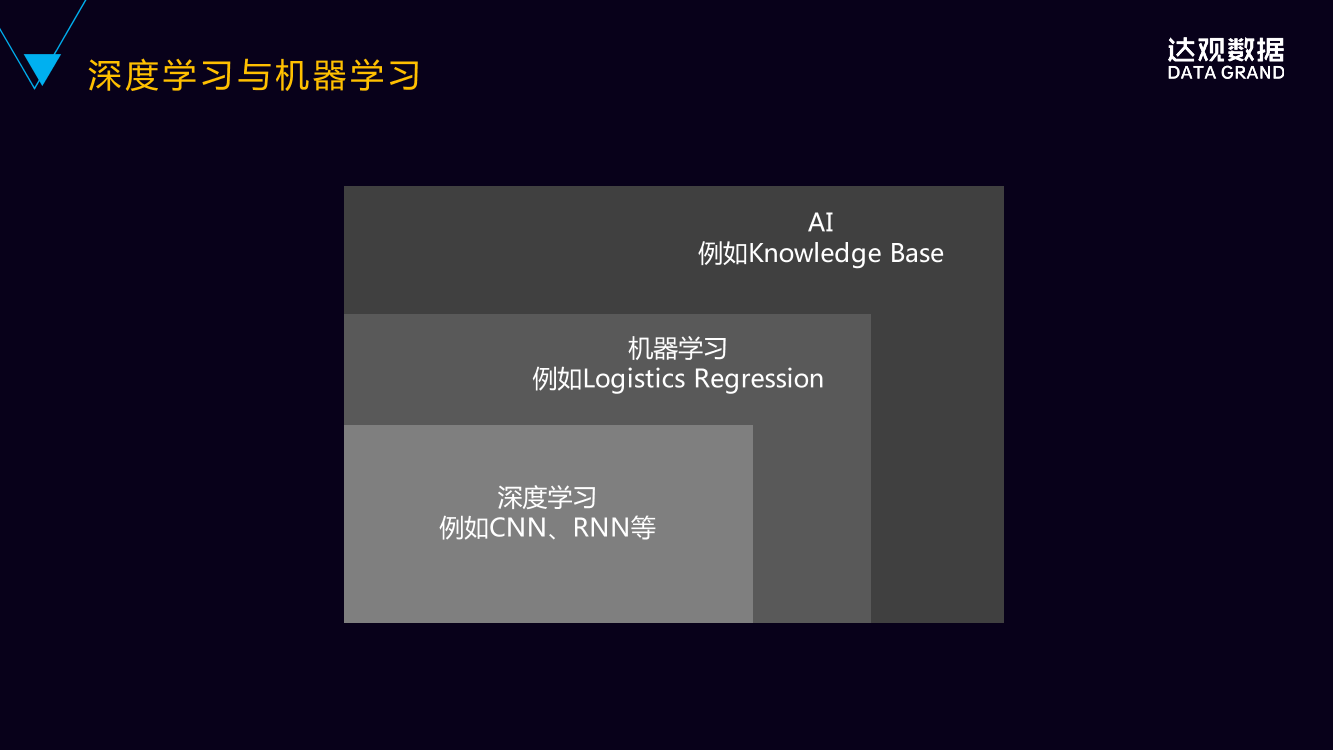 深度学习与机器学习
达观数据
DATA GRAND
AI
例如Knowledge Base
机器学习
例如Logistics Regression
深度学习
例如CNN、RNN等